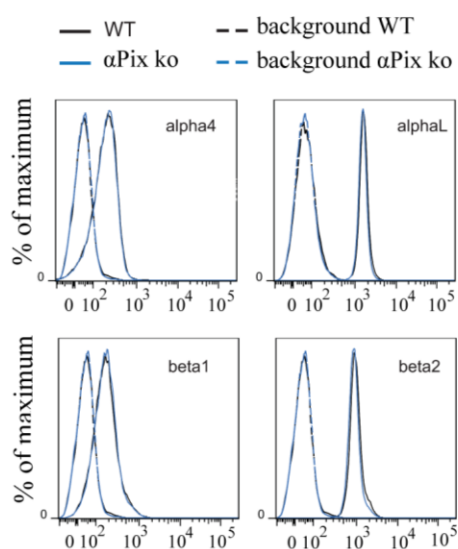 WT
background WT
αPix ko
background αPix ko
% of maximum
alpha4
alphaL
0
0
0 10² 10³ 10⁴ 10⁵
0 10² 10³ 10⁴ 10⁵
% of maximum
beta1
beta2
0
0
0 10² 10³ 10⁴ 10⁵
0 10² 10³ 10⁴ 10⁵